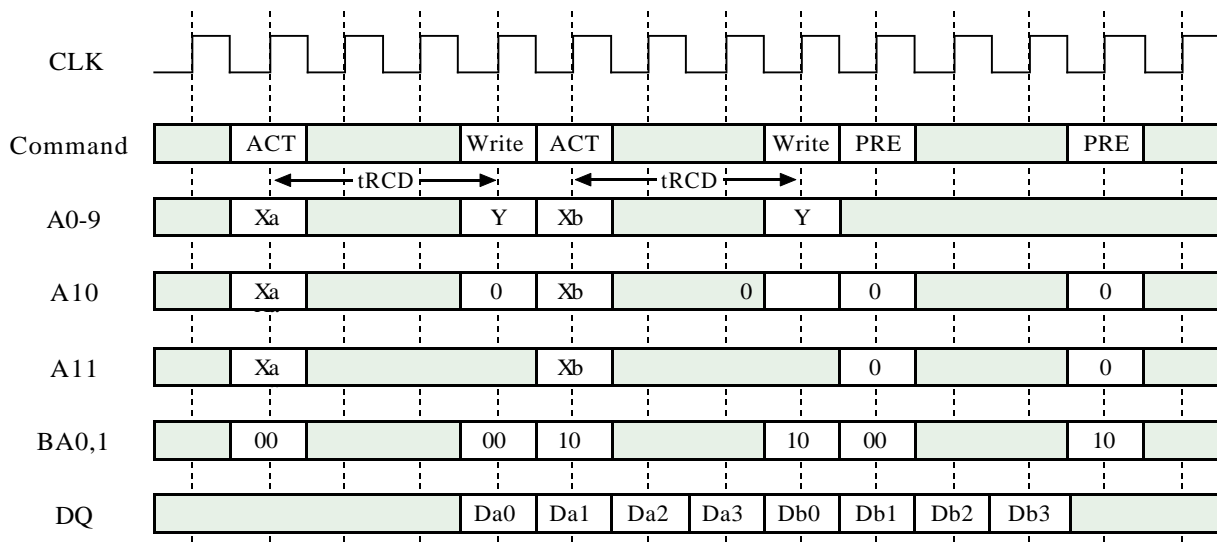 CLK
Command ACT Write ACT Write PRE PRE
tRCD tRCD
A0-9 Xa Y Xb Y
A10 Xa 0 Xb 0 0 0
A11 Xa Xb 0 0
BA0,1 00 00 10 10 00 10
DQ Da0 Da1 Da2 Da3 Db0 Db1 Db2 Db3